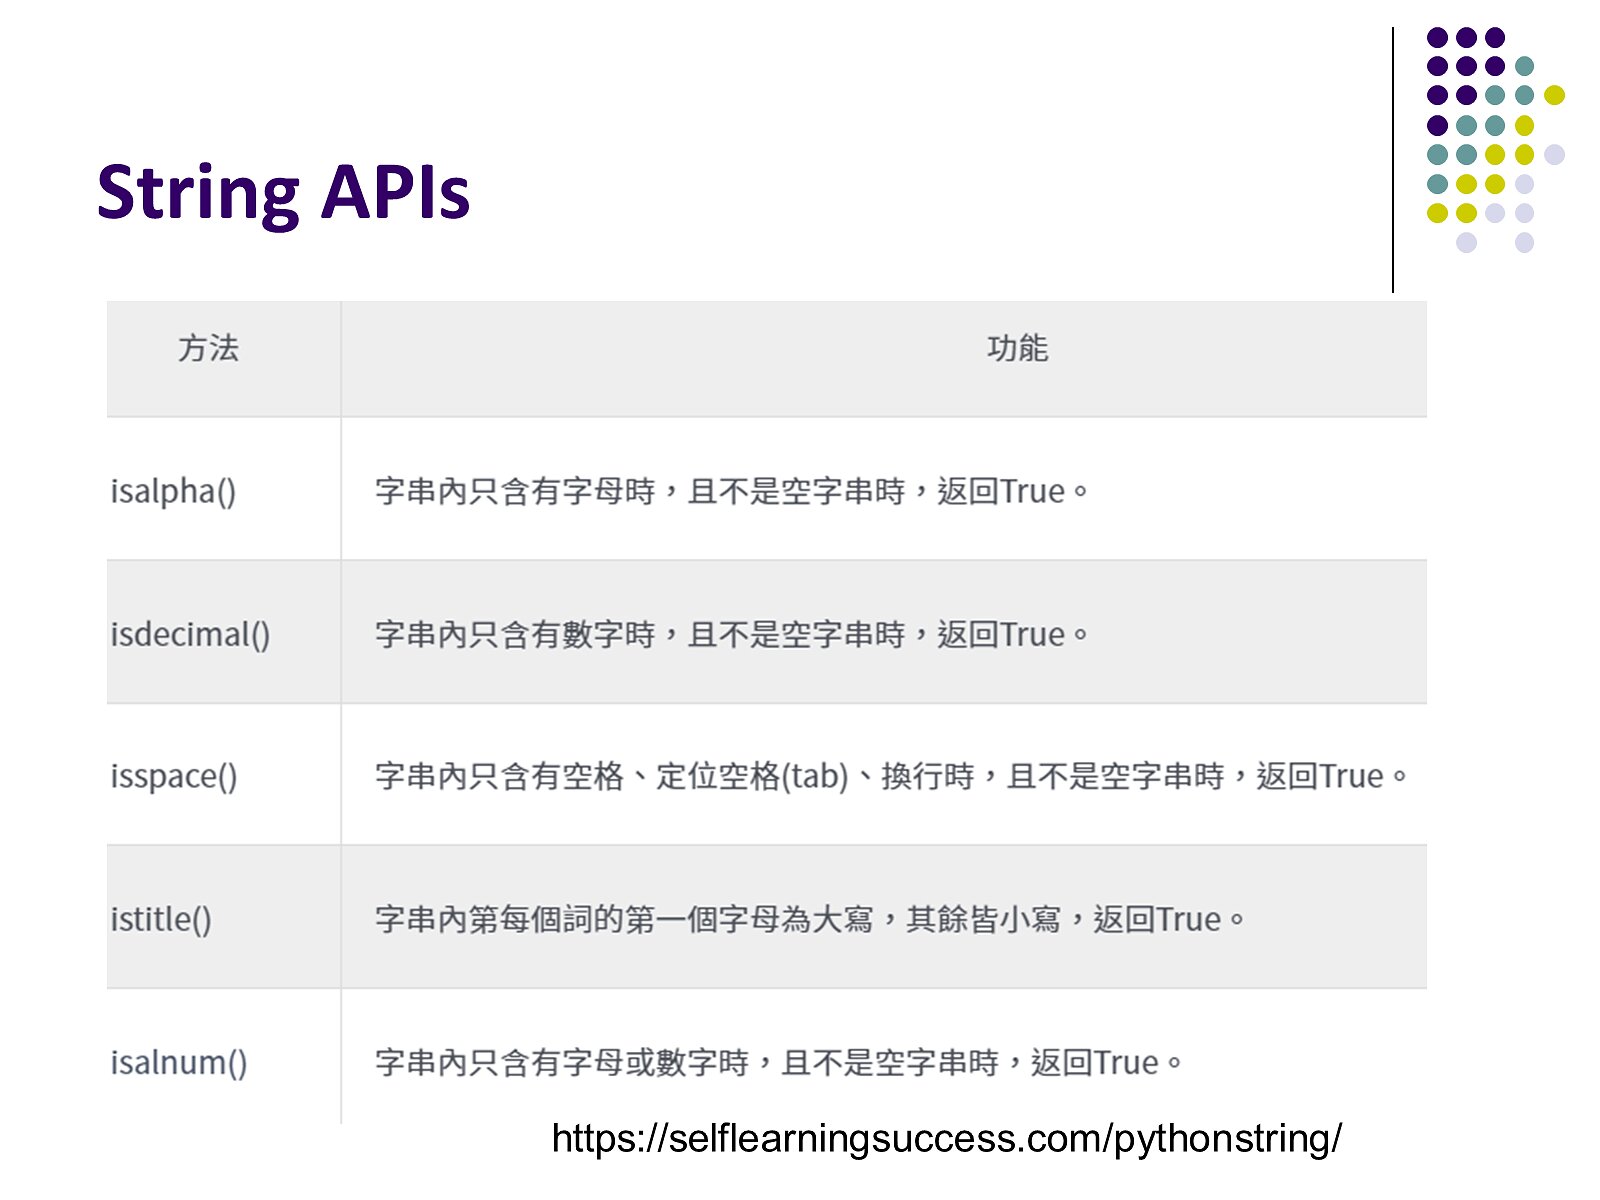 String APIs
方法 功能
isalpha() 字串內只含有字母時，且不是空字串時，返回True。
isdecimal() 字串內只含有數字時，且不是空字串時，返回True。
isspace() 字串內只含有空格、定位空格(tab)、換行時，且不是空字串時，返回True。
istitle() 字串內第每個詞的第一個字母為大寫，其餘皆小寫，返回True。
isalnum() 字串內只含有字母或數字時，且不是空字串時，返回True。
https://selflearningsuccess.com/pythonstring/